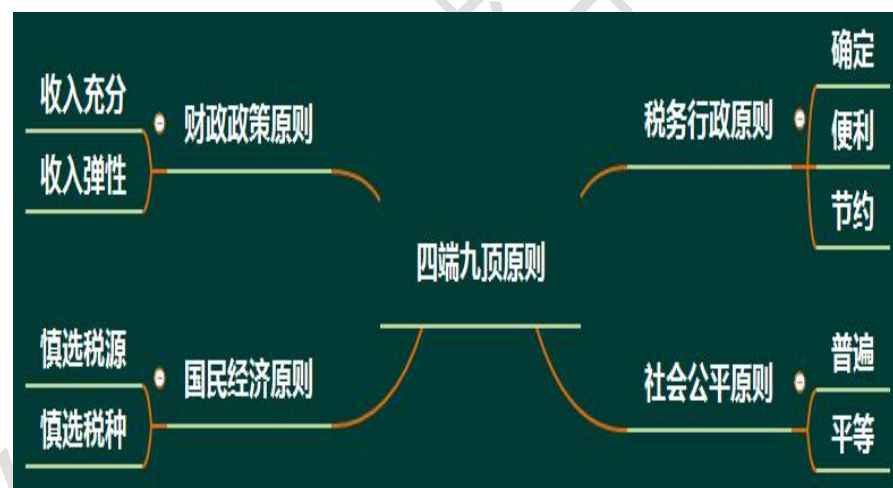 四端九顶原则
财政政策原则
收入充分
收入弹性
国民经济原则
慎选税源
慎选税种
税务行政原则
确定
便利
节约
社会公平原则
普遍
平等